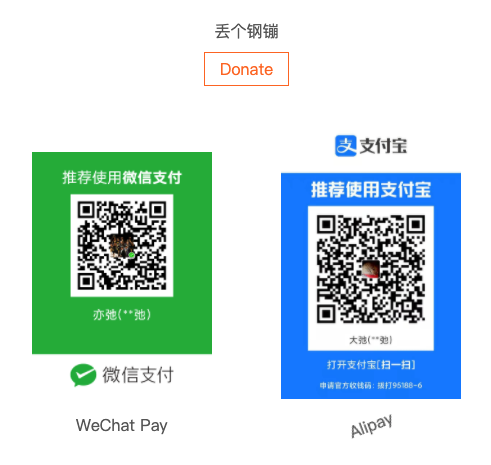 丢个钢镚
Donate
推荐使用微信支付
亦弛(**弛)
微信支付
WeChat Pay
支付宝
推荐使用支付宝
大弛(**弛)
打开支付宝[扫一扫]
申请官方收钱码：拨打95188-6
Alipay